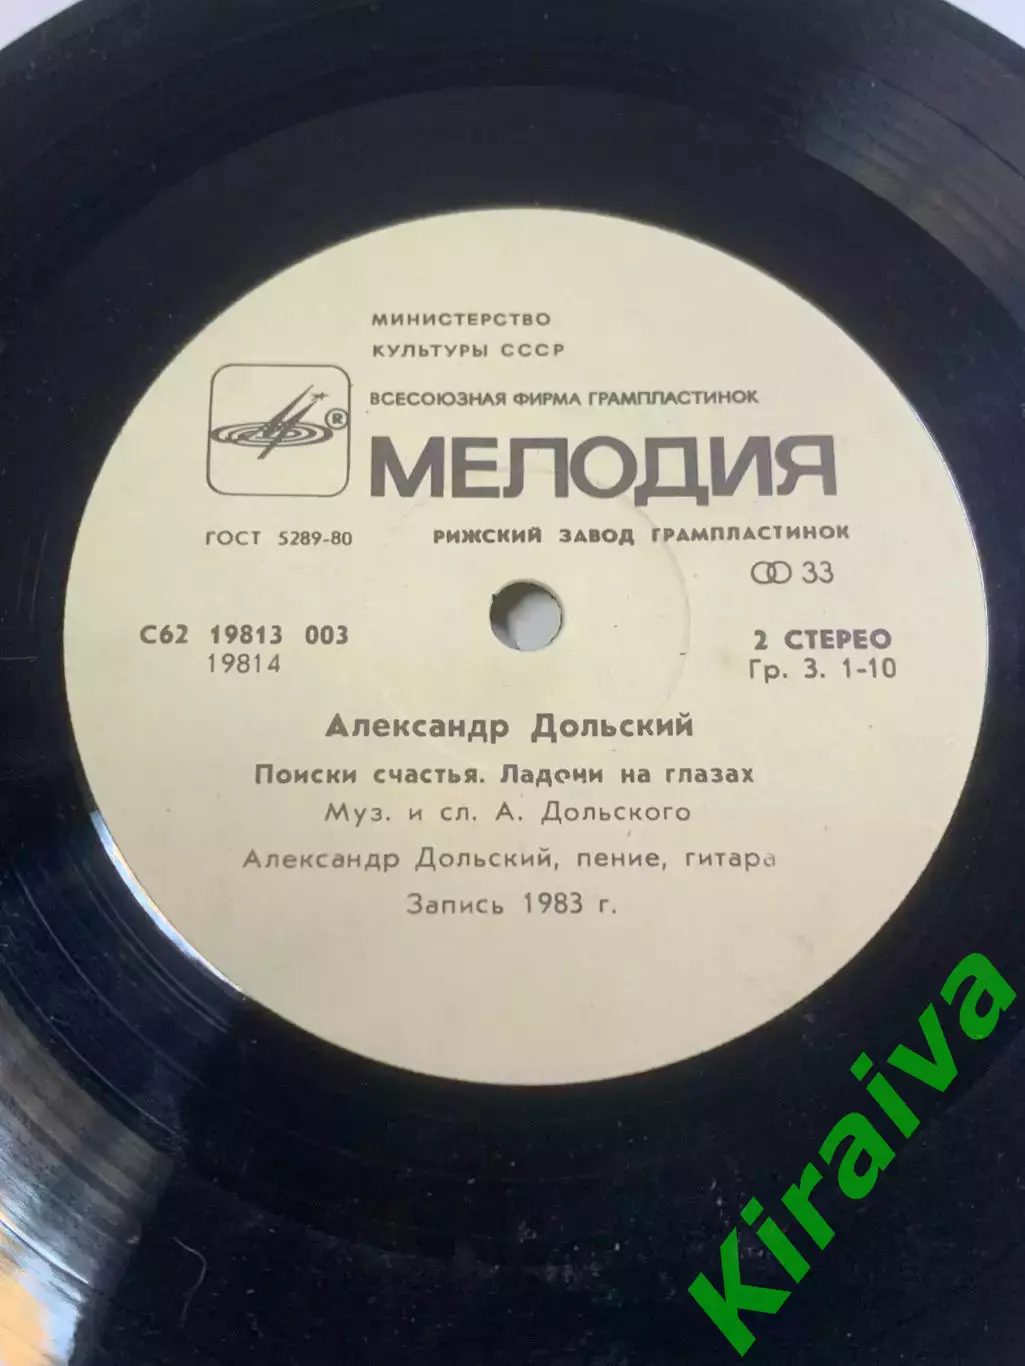 МИНИСТЕРСТВО
КУЛЬТУРЫ СССР
ВСЕСОЮЗНАЯ ФИРМА ГРАМПЛАСТИНОК
МЕЛОДИЯ
®
ГОСТ 5289-80
РИЖСКИЙ ЗАВОД ГРАМПЛАСТИНОК
33
С62 19813 003
19814
2 СТЕРЕО
Гр. 3. 1-10
Александр Дольский
Поиски счастья. Ладони на глазах
Муз. и сл. А. Дольского
Александр Дольский, пение, гитара
Запись 1983 г.
Kiraiva